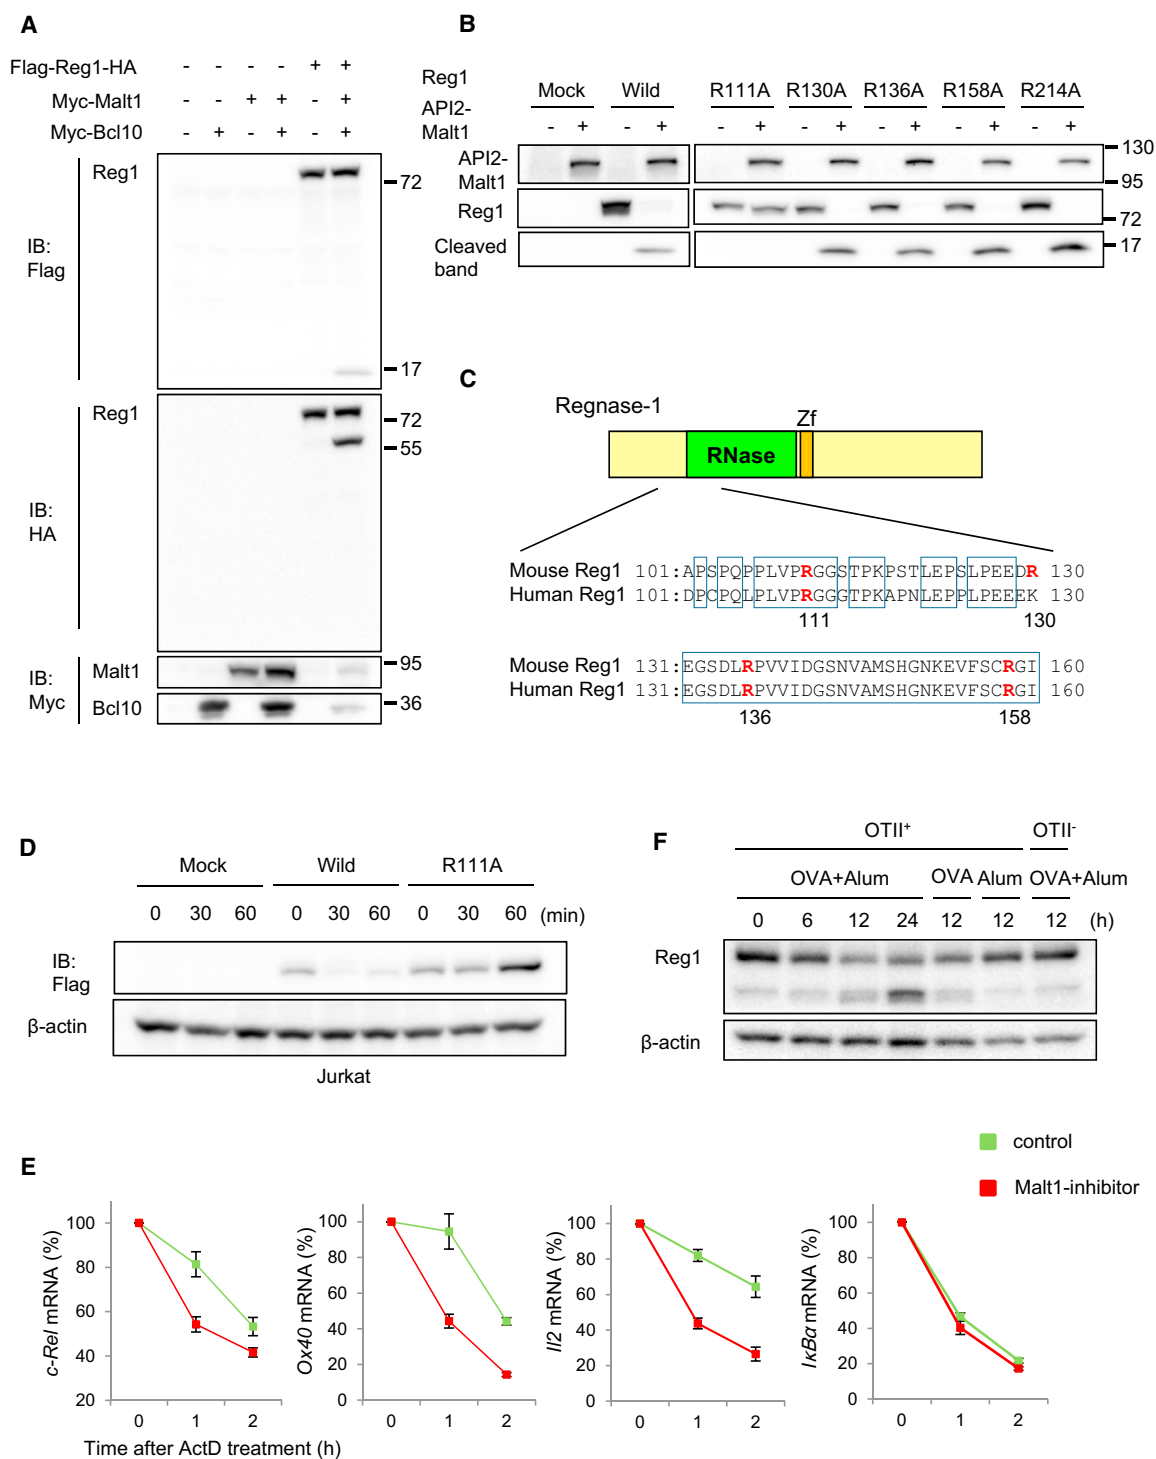 A
Flag-Reg1-HA - - - - + +
Myc-Malt1 - - + + - +
Myc-Bcl10 - + - + - +
IB:
Flag
Reg1
72
17
IB:
HA
Reg1
72
55
IB:
Myc
Malt1
95
Bcl10
36
B
Reg1
Mock Wild R111A R130A R136A R158A R214A
API2-
Malt1 - + - + - + - + - + - + - +
API2-
Malt1
130
95
Reg1
72
Cleaved
band
17
C
Regnase-1
Zf
RNase
Mouse Reg1 101:APSPQPPLVPRGGSTPKPSTLEPSLPEEDR 130
Human Reg1 101:DPCPQLPLVPRGGGTPKAPNLEPPLPEEEK 130
111 130
Mouse Reg1 131:EGSDLRPVVIDGSNVAMSHGNKEVFSCRGI 160
Human Reg1 131:EGSDLRPVVIDGSNVAMSHGNKEVFSCRGI 160
136 158
D
Mock Wild R111A
0 30 60 0 30 60 0 30 60 (min)
IB:
Flag
β-actin
Jurkat
F
OTII+ OTII-
OVA+Alum OVA Alum OVA+Alum
0 6 12 24 12 12 12 (h)
Reg1
β-actin
E
control
Malt1-inhibitor
c-Rel mRNA (%)
100
80
60
40
20
0 1 2
Ox40 mRNA (%)
100
80
60
40
20
0
0 1 2
Il2 mRNA (%)
100
80
60
40
20
0
0 1 2
IκBα mRNA (%)
100
80
60
40
20
0
0 1 2
Time after ActD treatment (h)